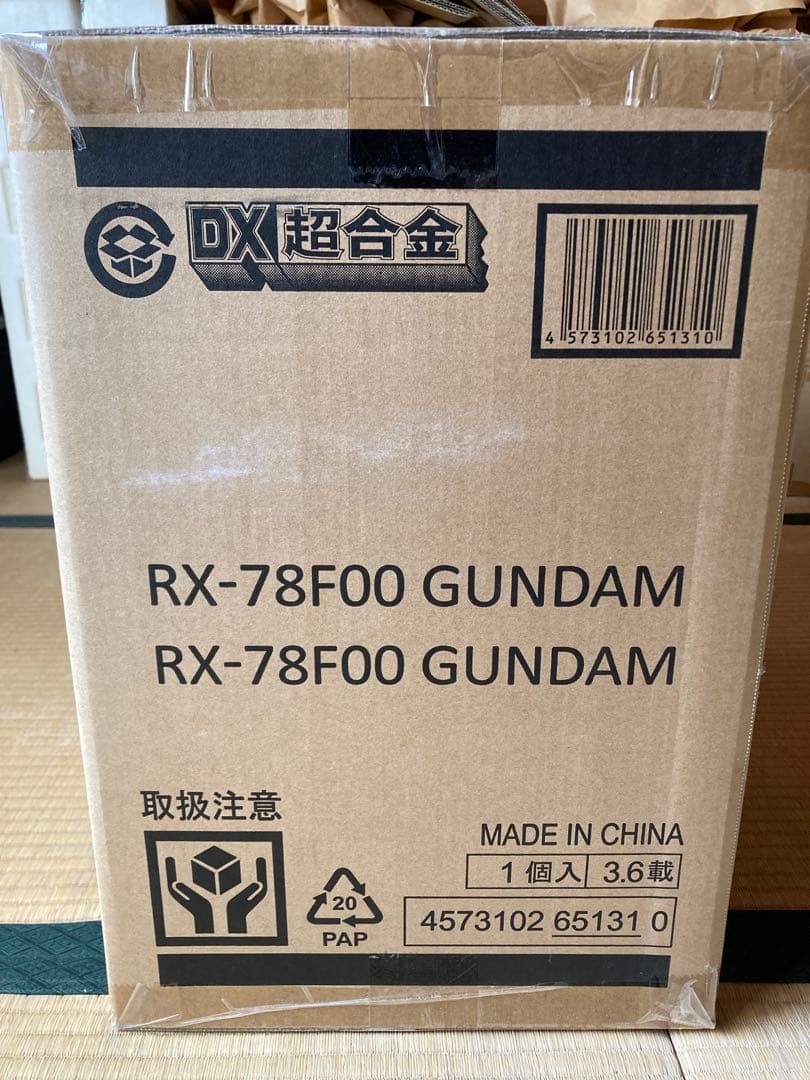 DX超合金
4 573102 651310
RX-78F00 GUNDAM
RX-78F00 GUNDAM
取扱注意
MADE IN CHINA
1個入 3.6載
20
PAP
4573102 65131 0